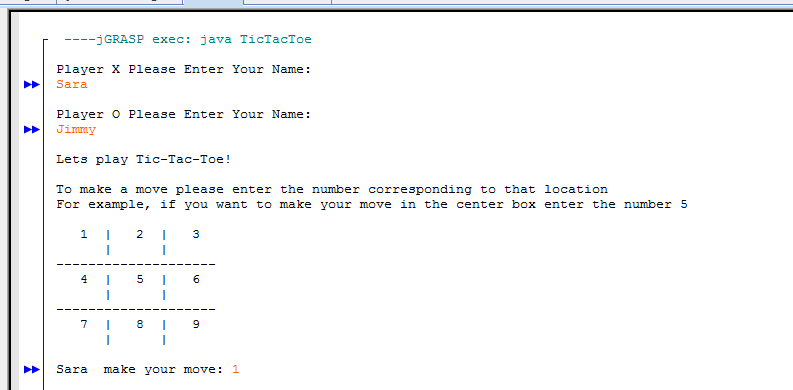 ----jGRASP exec: java TicTacToe
Player X Please Enter Your Name:
Sara
Player O Please Enter Your Name:
Jimmy
Lets play Tic-Tac-Toe!
To make a move please enter the number corresponding to that location
For example, if you want to make your move in the center box enter the number 5
1 | 2 | 3
| |
--------------------
4 | 5 | 6
| |
--------------------
7 | 8 | 9
| |
Sara  make your move: 1